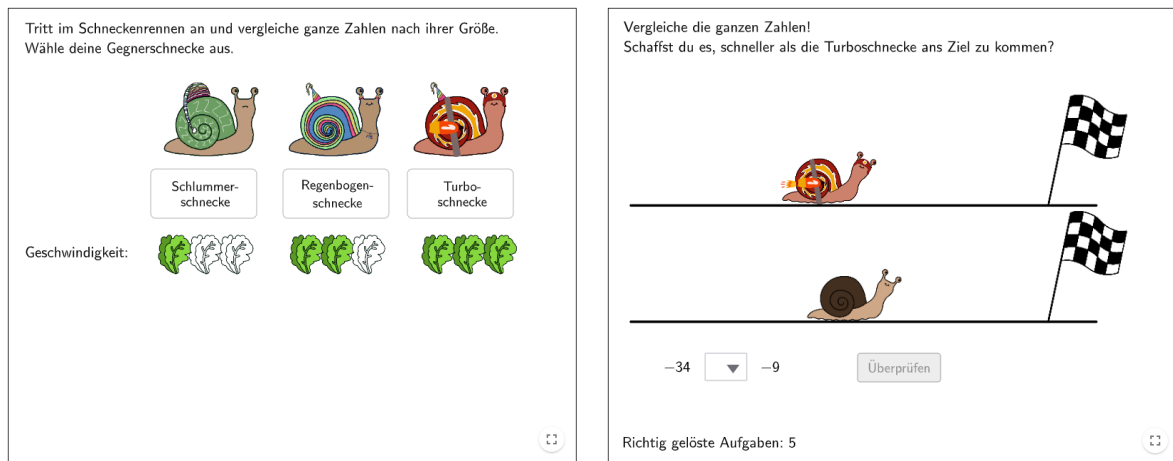 Tritt im Schneckenrennen an und vergleiche ganze Zahlen nach ihrer Größe.
Wähle deine Gegnerschnecke aus.
Schlummer-
schnecke
Regenbogen-
schnecke
Turbo-
schnecke
Geschwindigkeit:
Vergleiche die ganzen Zahlen!
Schaffst du es, schneller als die Turboschnecke ans Ziel zu kommen?
−34 −9 Überprüfen
Richtig gelöste Aufgaben: 5